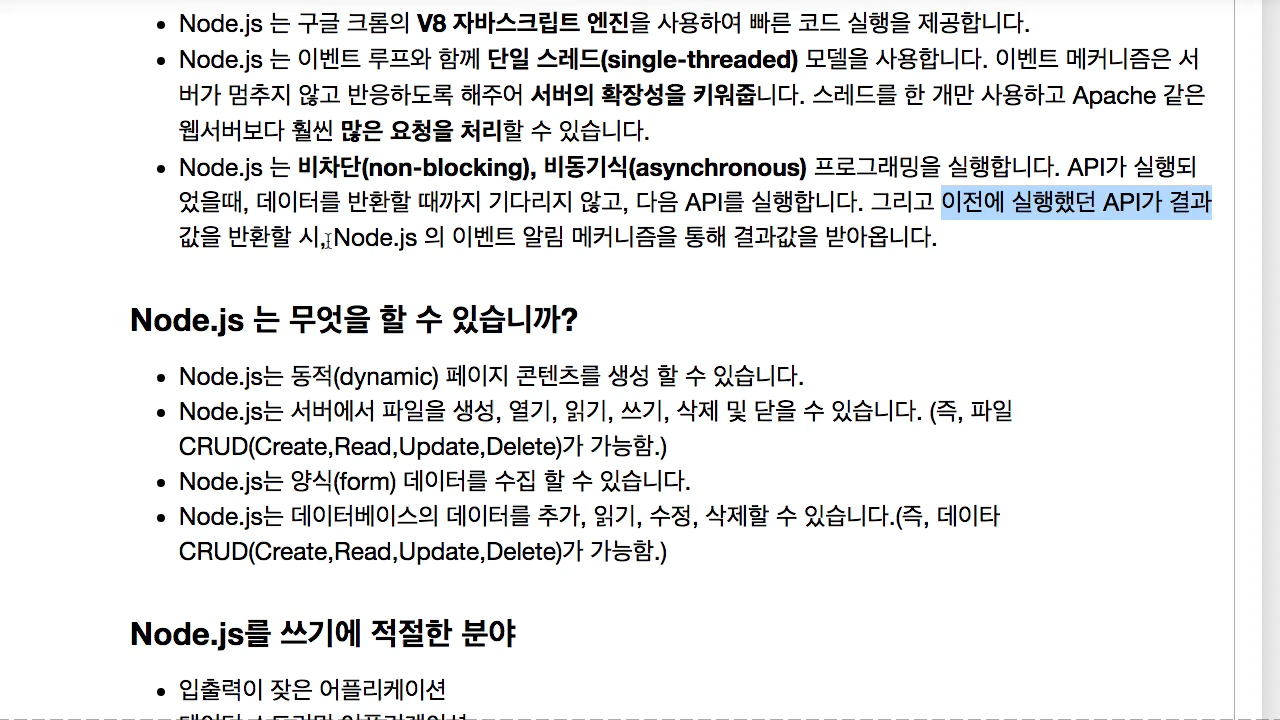 • Node.js 는 구글 크롬의 V8 자바스크립트 엔진을 사용하여 빠른 코드 실행을 제공합니다.
• Node.js 는 이벤트 루프와 함께 단일 스레드(single-threaded) 모델을 사용합니다. 이벤트 메커니즘은 서
버가 멈추지 않고 반응하도록 해주어 서버의 확장성을 키워줍니다. 스레드를 한 개만 사용하고 Apache 같은
웹서버보다 훨씬 많은 요청을 처리할 수 있습니다.
• Node.js 는 비차단(non-blocking), 비동기식(asynchronous) 프로그래밍을 실행합니다. API가 실행되
었을때, 데이터를 반환할 때까지 기다리지 않고, 다음 API를 실행합니다. 그리고 이전에 실행했던 API가 결과
값을 반환할 시, Node.js 의 이벤트 알림 메커니즘을 통해 결과값을 받아옵니다.
Node.js 는 무엇을 할 수 있습니까?
• Node.js는 동적(dynamic) 페이지 콘텐츠를 생성 할 수 있습니다.
• Node.js는 서버에서 파일을 생성, 열기, 읽기, 쓰기, 삭제 및 닫을 수 있습니다. (즉, 파일
CRUD(Create,Read,Update,Delete)가 가능함.)
• Node.js는 양식(form) 데이터를 수집 할 수 있습니다.
• Node.js는 데이터베이스의 데이터를 추가, 읽기, 수정, 삭제할 수 있습니다.(즉, 데이타
CRUD(Create,Read,Update,Delete)가 가능함.)
Node.js를 쓰기에 적절한 분야
• 입출력이 잦은 어플리케이션